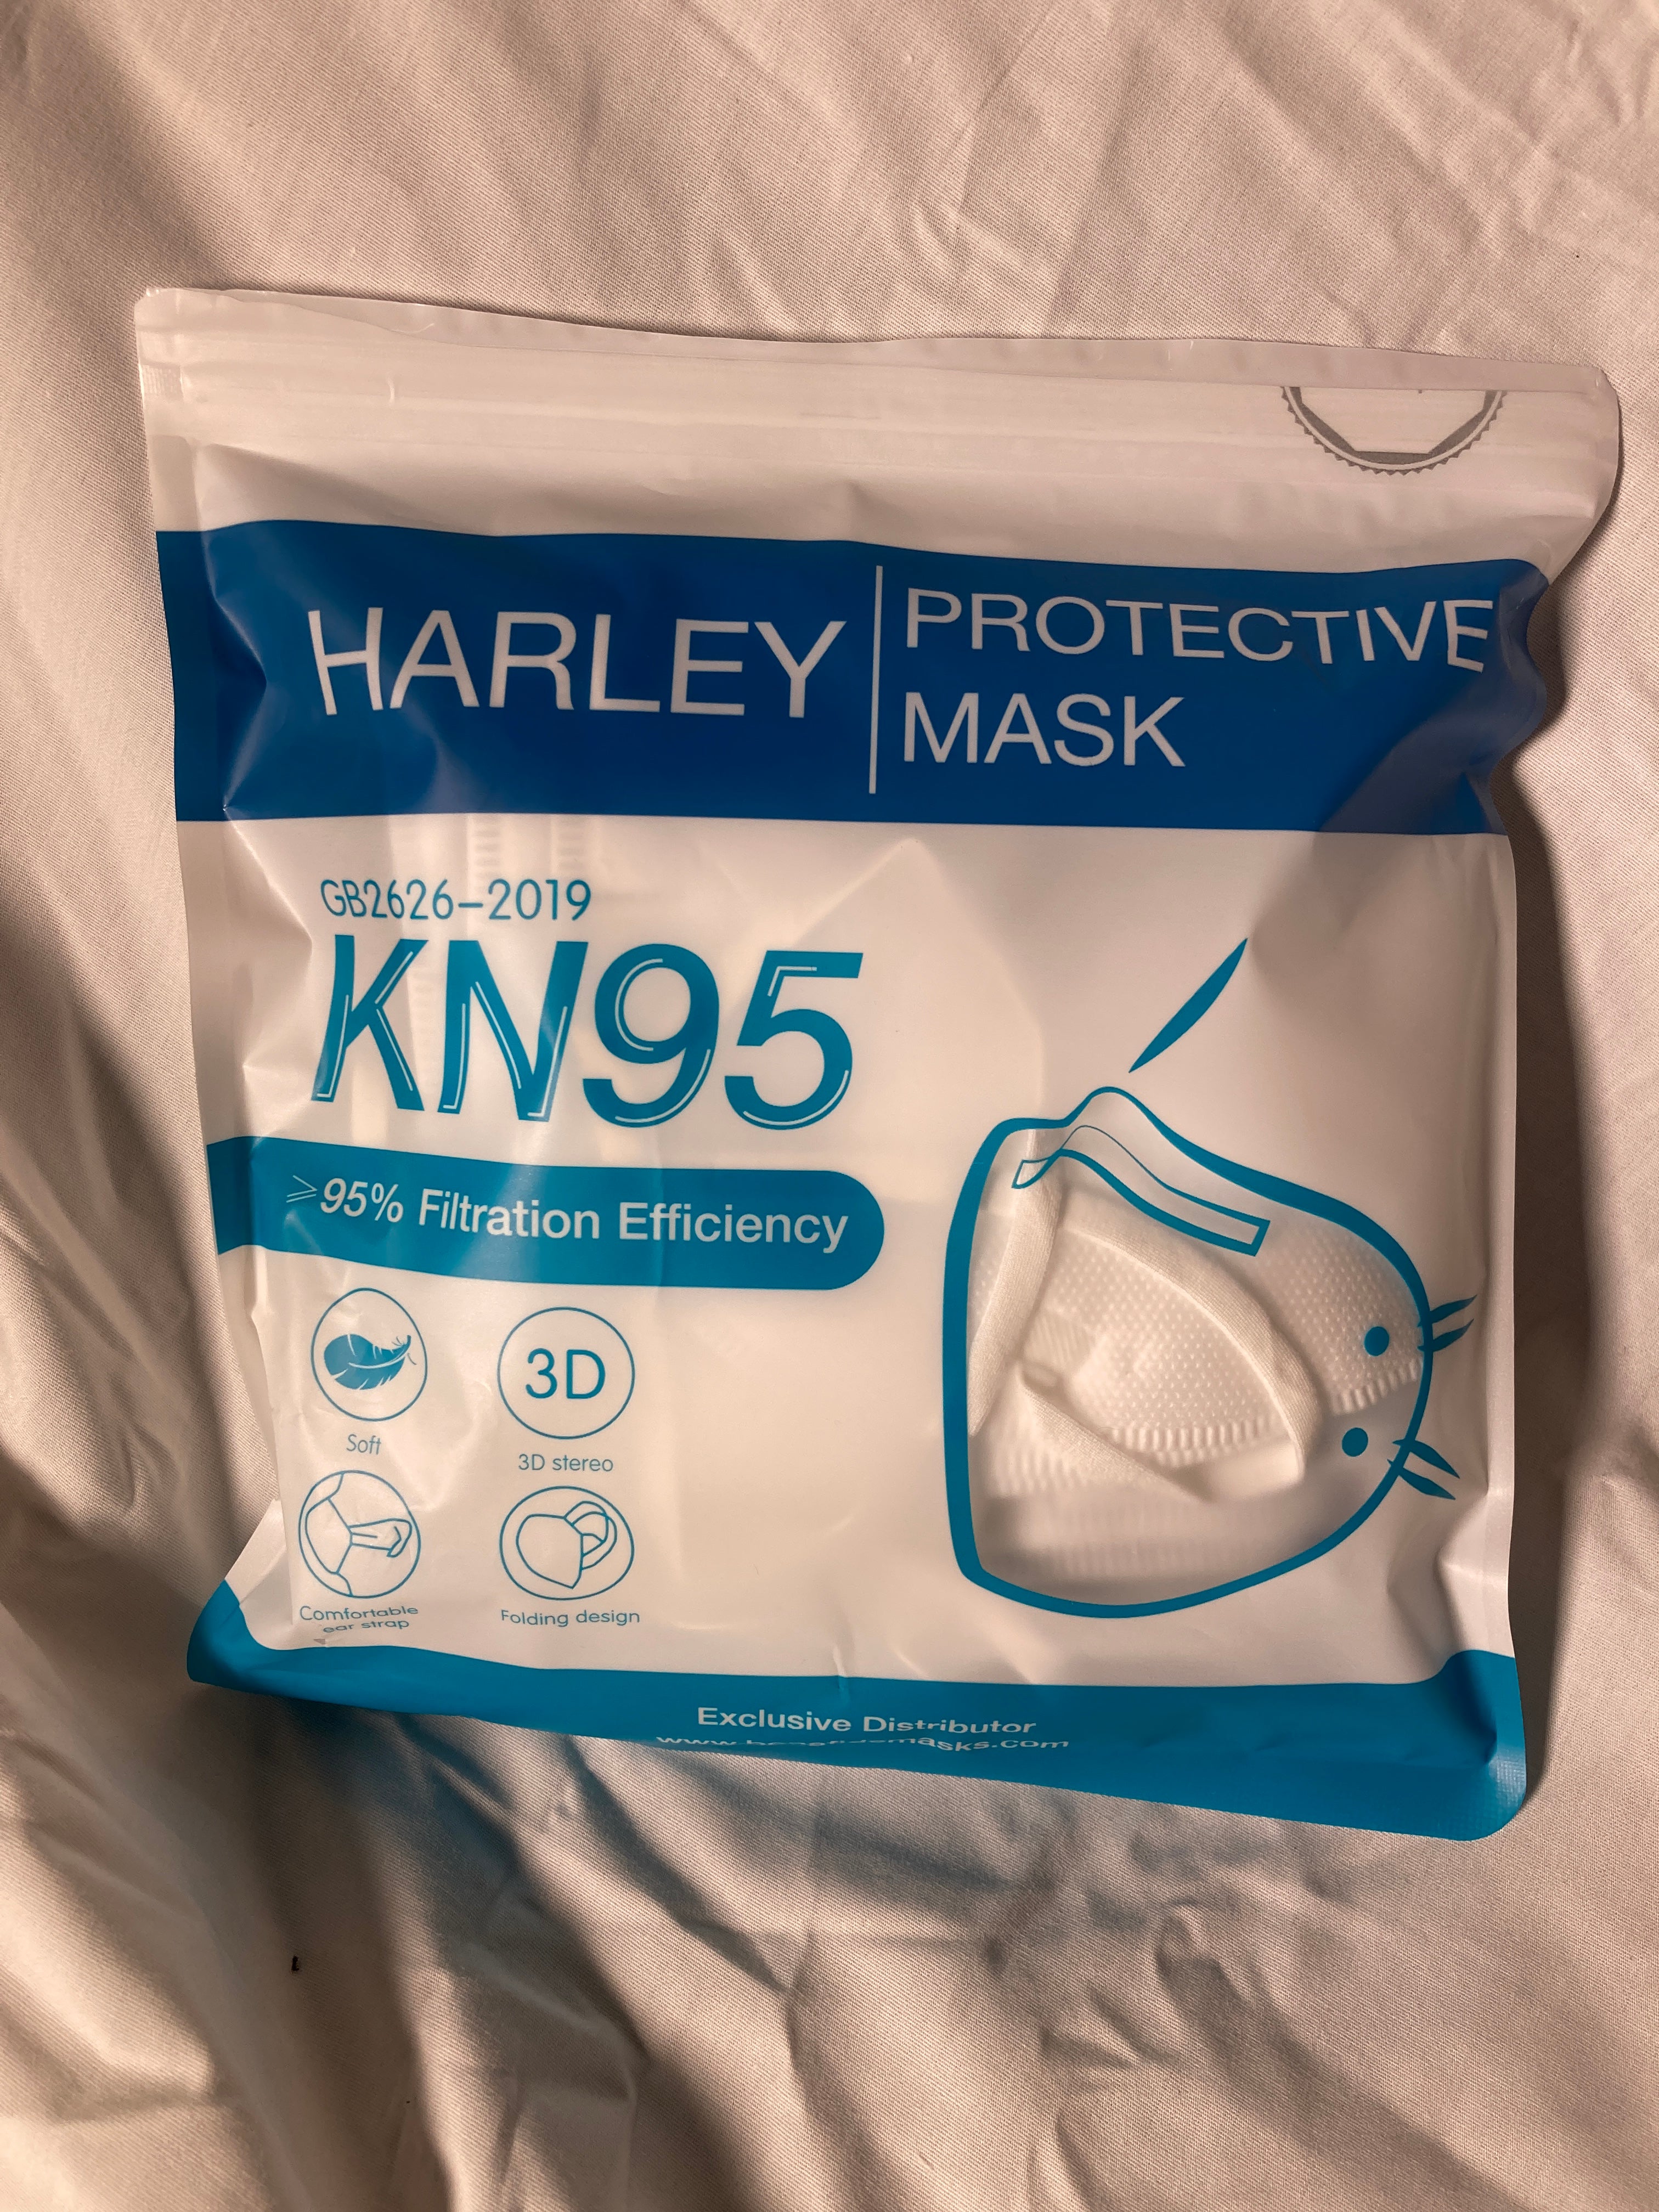 HARLEY
PROTECTIVE
MASK
GB2626-2019
KN95
≥95% Filtration Efficiency
Soft
3D
3D stereo
Comfortable
ear strap
Folding design
Exclusive Distributor